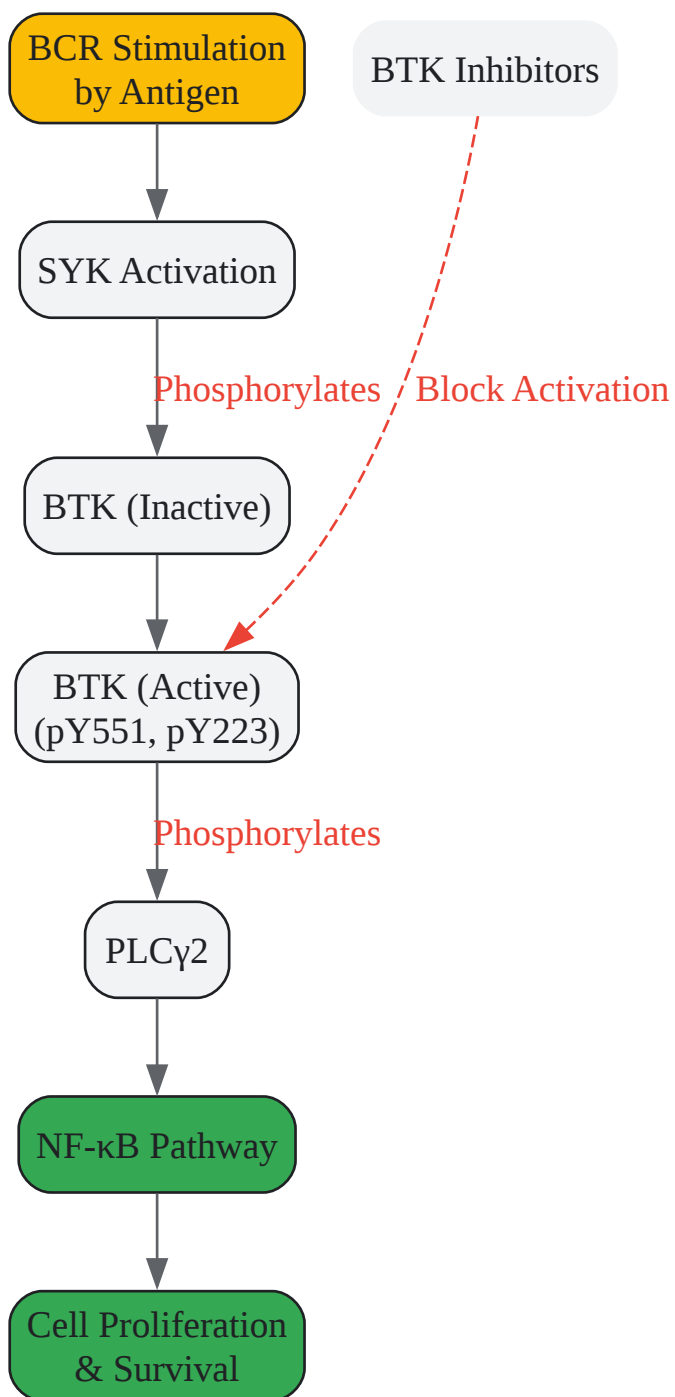 BCR Stimulation
by Antigen
BTK Inhibitors
SYK Activation
Phosphorylates
Block Activation
BTK (Inactive)
BTK (Active)
(pY551, pY223)
Phosphorylates
PLCγ2
NF-κB Pathway
Cell Proliferation
& Survival